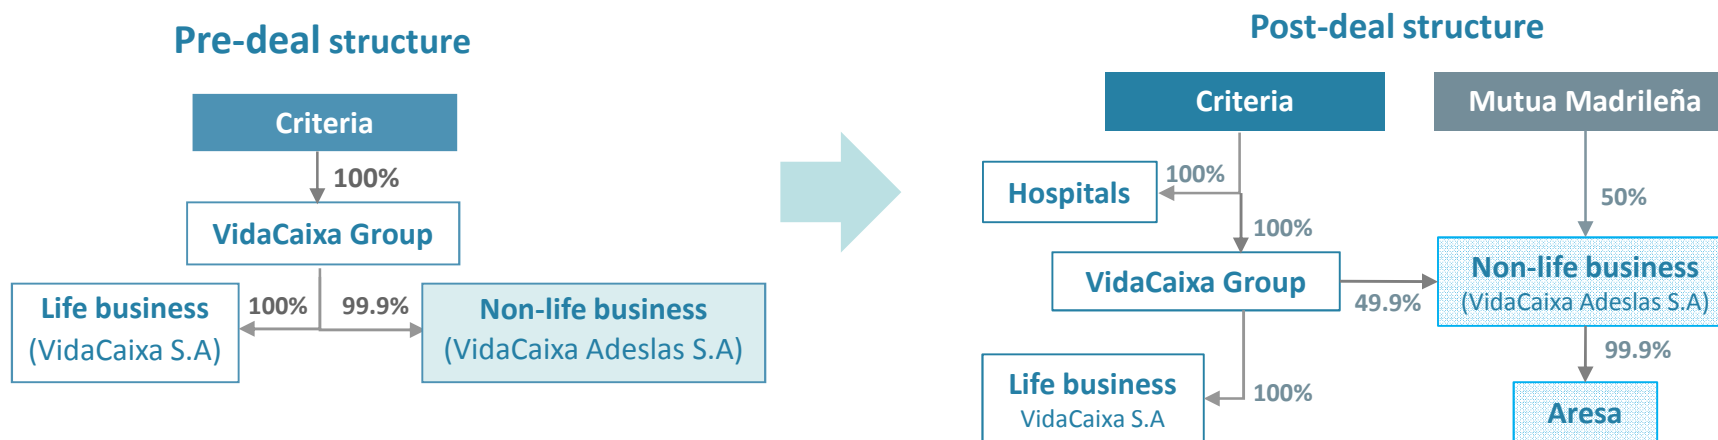 Pre-deal structure
Criteria
100%
VidaCaixa Group
Life business
(VidaCaixa S.A)
100%
99.9%
Non-life business
(VidaCaixa Adeslas S.A)
Post-deal structure
Criteria
Mutua Madrileña
Hospitals
100%
100%
50%
VidaCaixa Group
49.9%
Non-life business
(VidaCaixa Adeslas S.A)
99.9%
Life business
VidaCaixa S.A
100%
Aresa